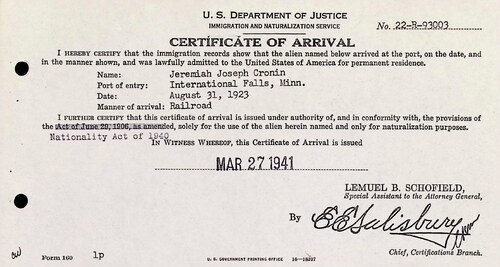 U. S. DEPARTMENT OF JUSTICE
IMMIGRATION AND NATURALIZATION SERVICE
No. 22-R-93003
CERTIFICATE OF ARRIVAL
I HEREBY CERTIFY that the immigration records show that the alien named below arrived at the port, on the date, and
in the manner shown, and was lawfully admitted to the United States of America for permanent residence.
Name: Jeremiah Joseph Cronin
Port of entry: International Falls, Minn.
Date: August 31, 1923
Manner of arrival: Railroad
I FURTHER CERTIFY that this certificate of arrival is issued under authority of, and in conformity with, the provisions of
the Act of June 29, 1906, as amended, solely for the use of the alien herein named and only for naturalization purposes.
Nationality Act of 1940
IN WITNESS WHEREOF, this Certificate of Arrival is issued
MAR 27 1941
LEMUEL B. SCHOFIELD,
Special Assistant to the Attorney General,
By E E Salisbury
Chief, Certifications Branch.
Form 160 1p
U. S. GOVERNMENT PRINTING OFFICE